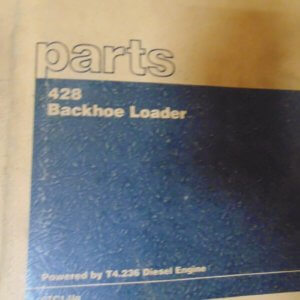 parts
428
Backhoe Loader
Powered by T4.236 Diesel Engine